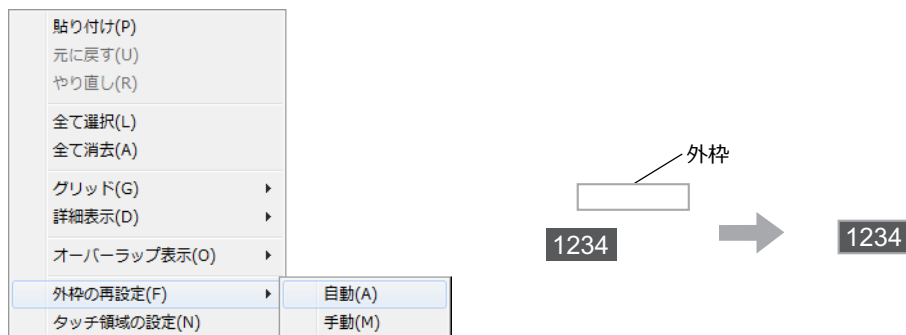 貼り付け(P)
元に戻す(U)
やり直し(R)
全て選択(L)
全て消去(A)
グリッド(G)
詳細表示(D)
オーバーラップ表示(O)
外枠の再設定(F)
タッチ領域の設定(N)
自動(A)
手動(M)
外枠
1234
1234